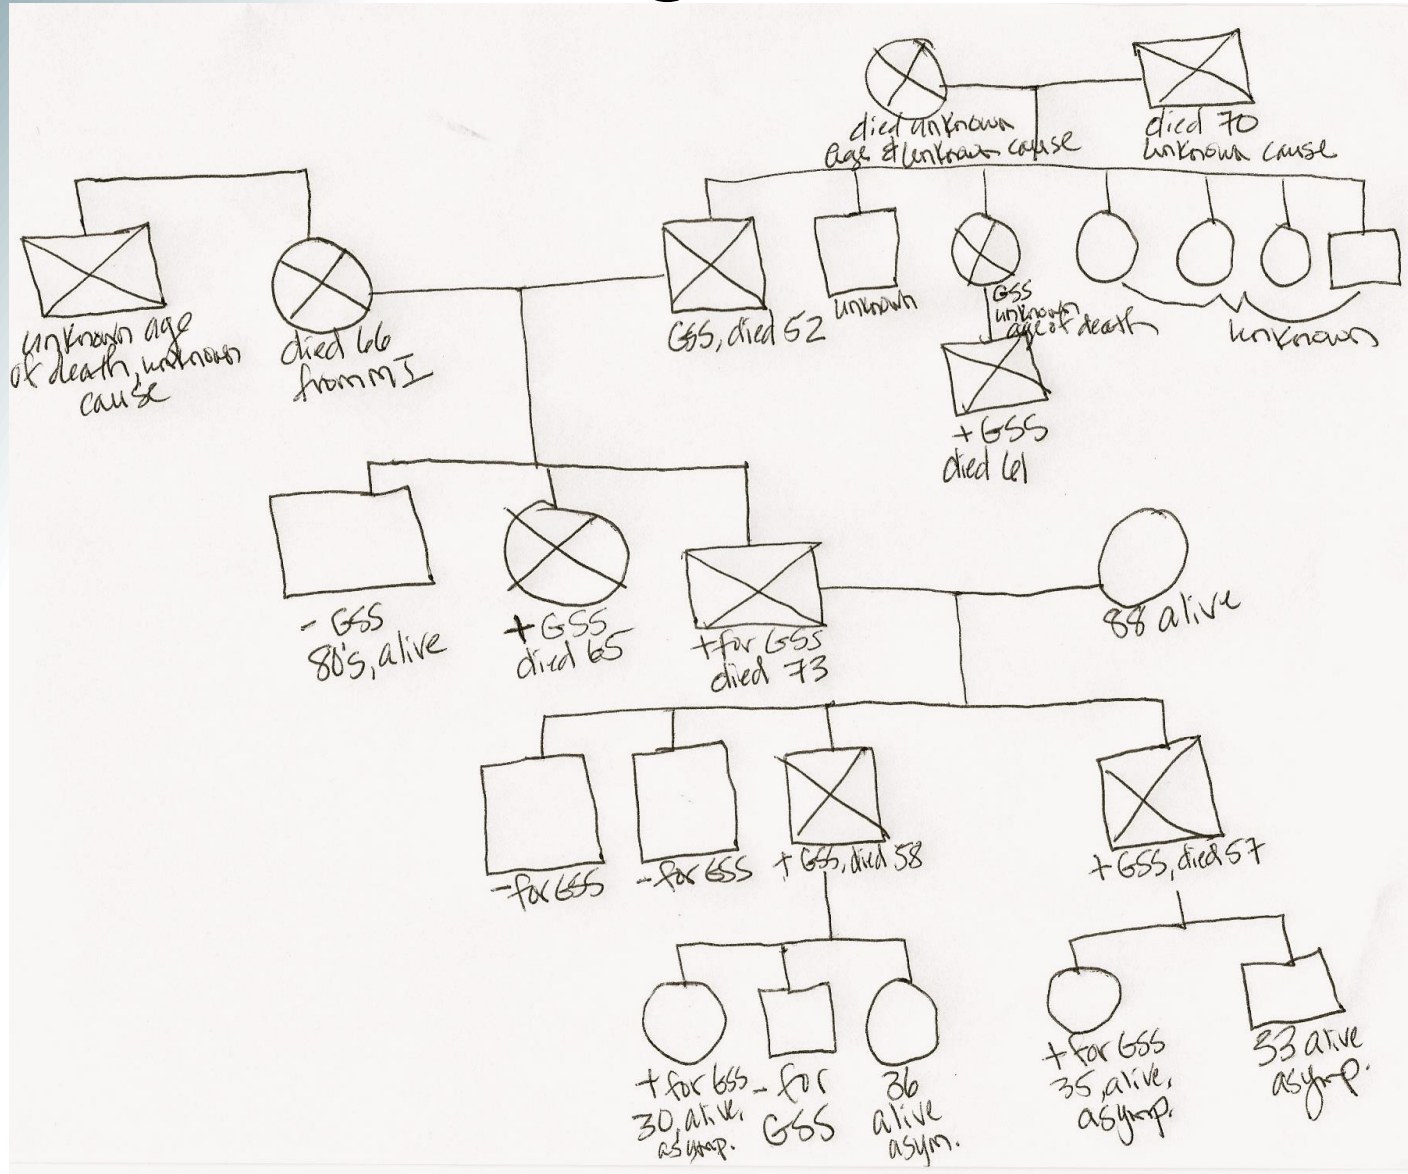 died unknown
age & unknown cause
died 70
unknown cause
unknown age
of death, unknown
cause
died 66
from MI
GSS, died 52
unknown
GSS
unknown
age of death
unknown
+ GSS
died 61
- GSS
80's, alive
+ GSS
died 65
+ for GSS
died 73
88 alive
- for GSS
- for GSS
+ GSS, died 58
+ GSS, died 57
+ for GSS
30, alive,
asymp.
- for
GSS
36
alive
asym.
+ for GSS
35, alive,
asymp.
33 alive
asymp.